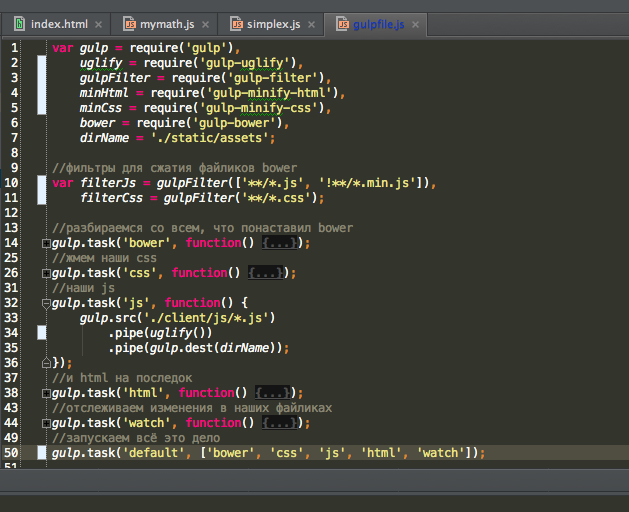 index.html mymath.js simplex.js gulpfile.js
1 var gulp = require('gulp'),
2 uglify = require('gulp-uglify'),
3 gulpFilter = require('gulp-filter'),
4 minHtml = require('gulp-minify-html'),
5 minCss = require('gulp-minify-css'),
6 bower = require('gulp-bower'),
7 dirName = './static/assets';
8
9 //фильтры для сжатия файликов bower
10 var filterJs = gulpFilter(['**/*.js', '!**/*.min.js']),
11 filterCss = gulpFilter('**/*.css');
12
13 //разбираемся со всем, что понаставил bower
14 gulp.task('bower', function() {...});
25 //жмем наши css
26 gulp.task('css', function() {...});
31 //наши js
32 gulp.task('js', function() {
33 gulp.src('./client/js/*.js')
34 .pipe(uglify())
35 .pipe(gulp.dest(dirName));
36 });
37 //и html на последок
38 gulp.task('html', function() {...});
43 //отслеживаем изменения в наших файликах
44 gulp.task('watch', function() {...});
49 //запускаем всё это дело
50 gulp.task('default', ['bower', 'css', 'js', 'html', 'watch']);
51